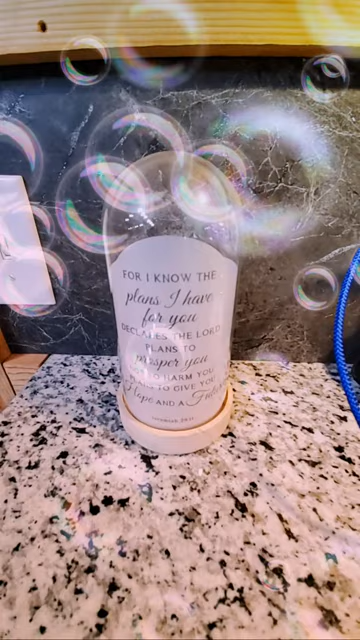 FOR I KNOW THE
plans I have
for you
DECLARES THE LORD
PLANS TO
prosper you
TO HARM YOU
TO GIVE YOU
Hope AND A Future